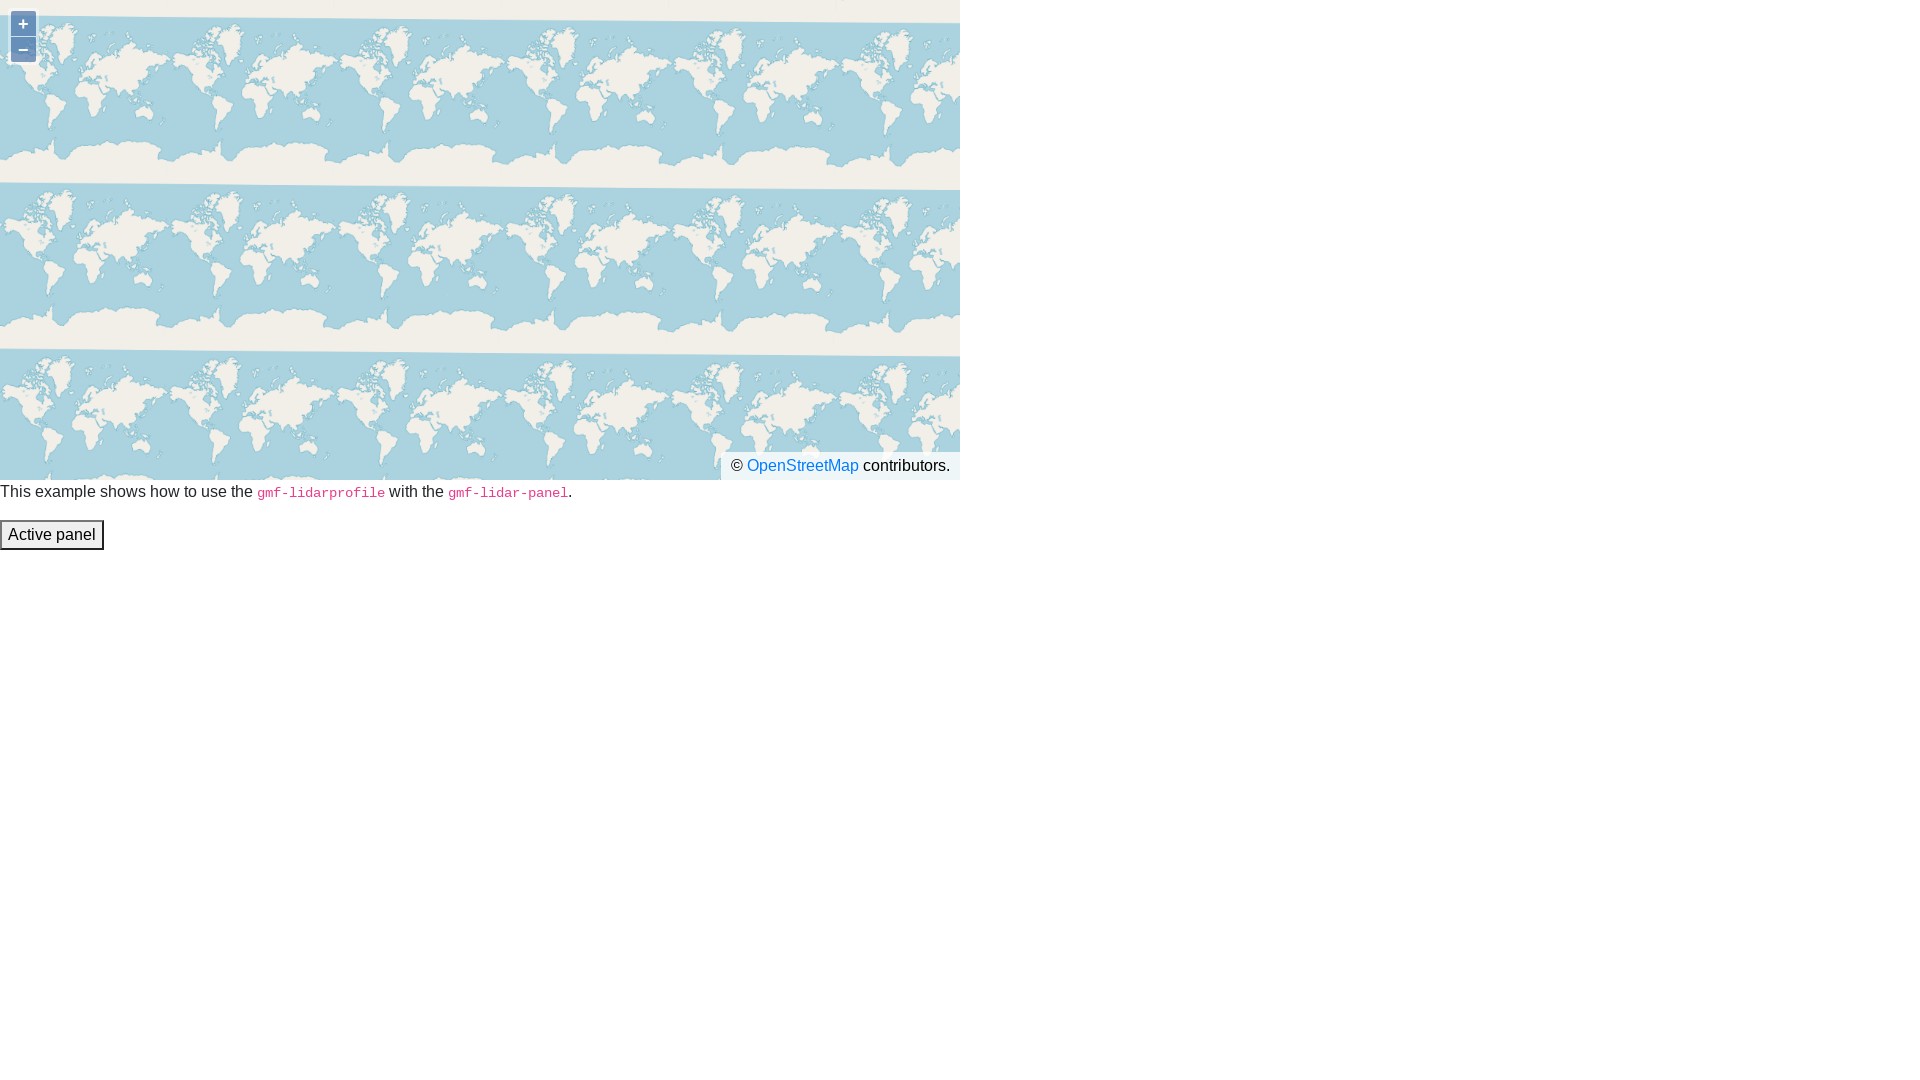 +
−
© OpenStreetMap contributors.
This example shows how to use the gmf-lidarprofile with the gmf-lidar-panel.
Active panel